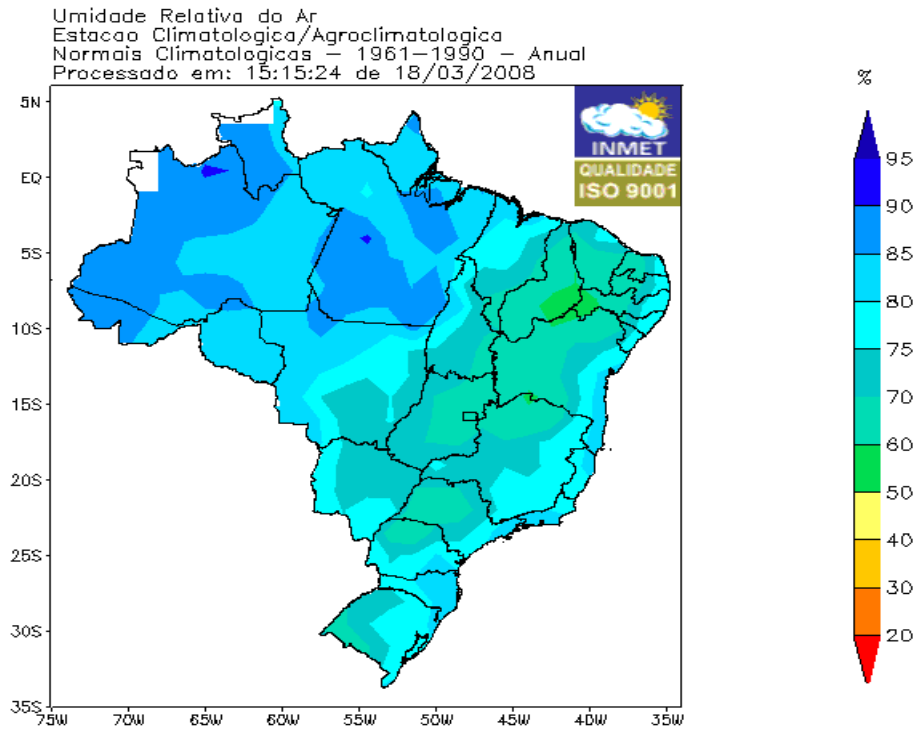 Umidade Relativa do Ar
Estacao Climatologica/Agroclimatologica
Normais Climatologicas – 1961–1990 – Anual
Processado em: 15:15:24 de 18/03/2008
%
INMET
QUALIDADE
ISO 9001
5N
EQ
5S
10S
15S
20S
25S
30S
35S
75W 70W 65W 60W 55W 50W 45W 40W 35W
95
90
85
80
75
70
60
50
40
30
20